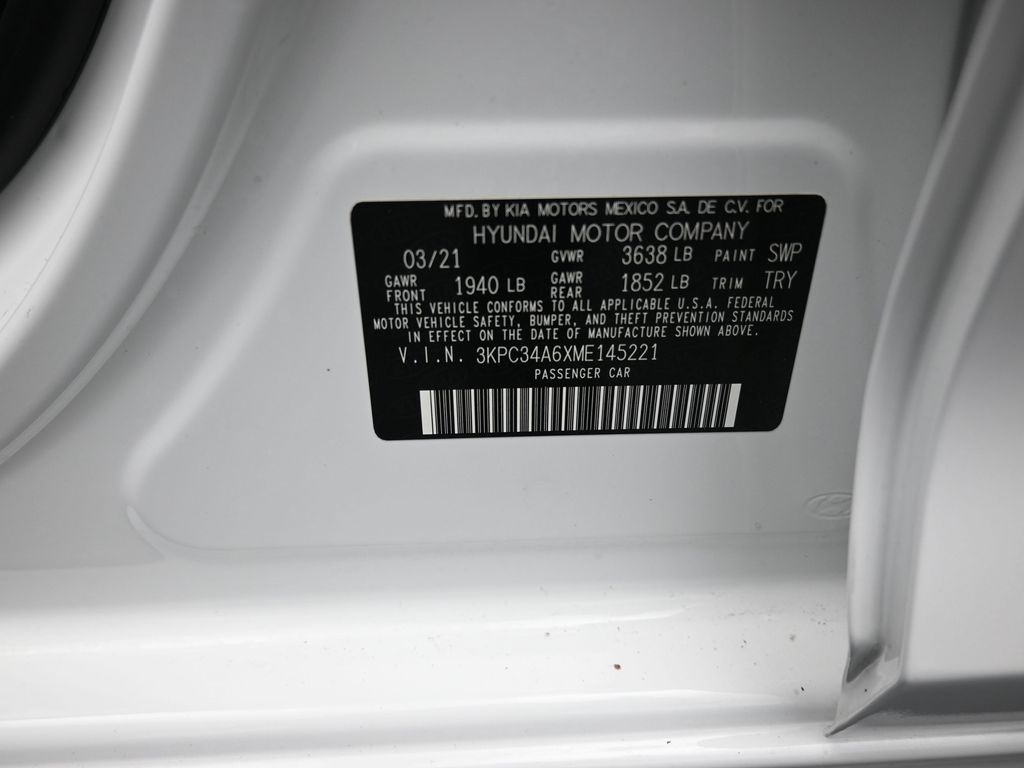 MFD. BY KIA MOTORS MEXICO S.A. DE C.V. FOR
HYUNDAI MOTOR COMPANY
03/21 GVWR 3638 LB PAINT SWP
GAWR FRONT 1940 LB GAWR REAR 1852 LB TRIM TRY
THIS VEHICLE CONFORMS TO ALL APPLICABLE U.S.A. FEDERAL
MOTOR VEHICLE SAFETY, BUMPER, AND THEFT PREVENTION STANDARDS
IN EFFECT ON THE DATE OF MANUFACTURE SHOWN ABOVE.
V.I.N. 3KPC34A6XME145221
PASSENGER CAR